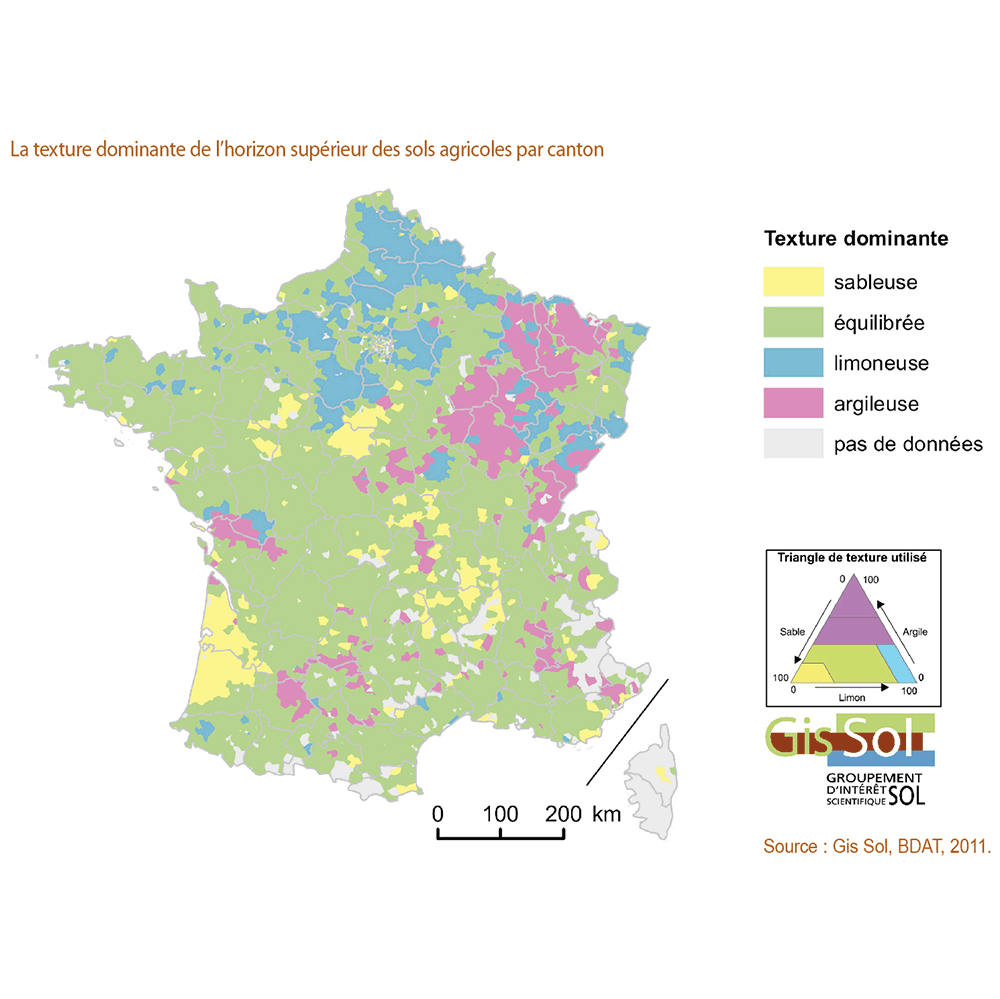 La texture dominante de l'horizon supérieur des sols agricoles par canton
Texture dominante
sableuse
équilibrée
limoneuse
argileuse
pas de données
Triangle de texture utilisé
0 100
Sable
Argile
100
0
0
100
Limon
Gis Sol
GROUPEMENT
D'INTÉRÊT
SCIENTIFIQUE SOL
0 100 200 km
Source : Gis Sol, BDAT, 2011.